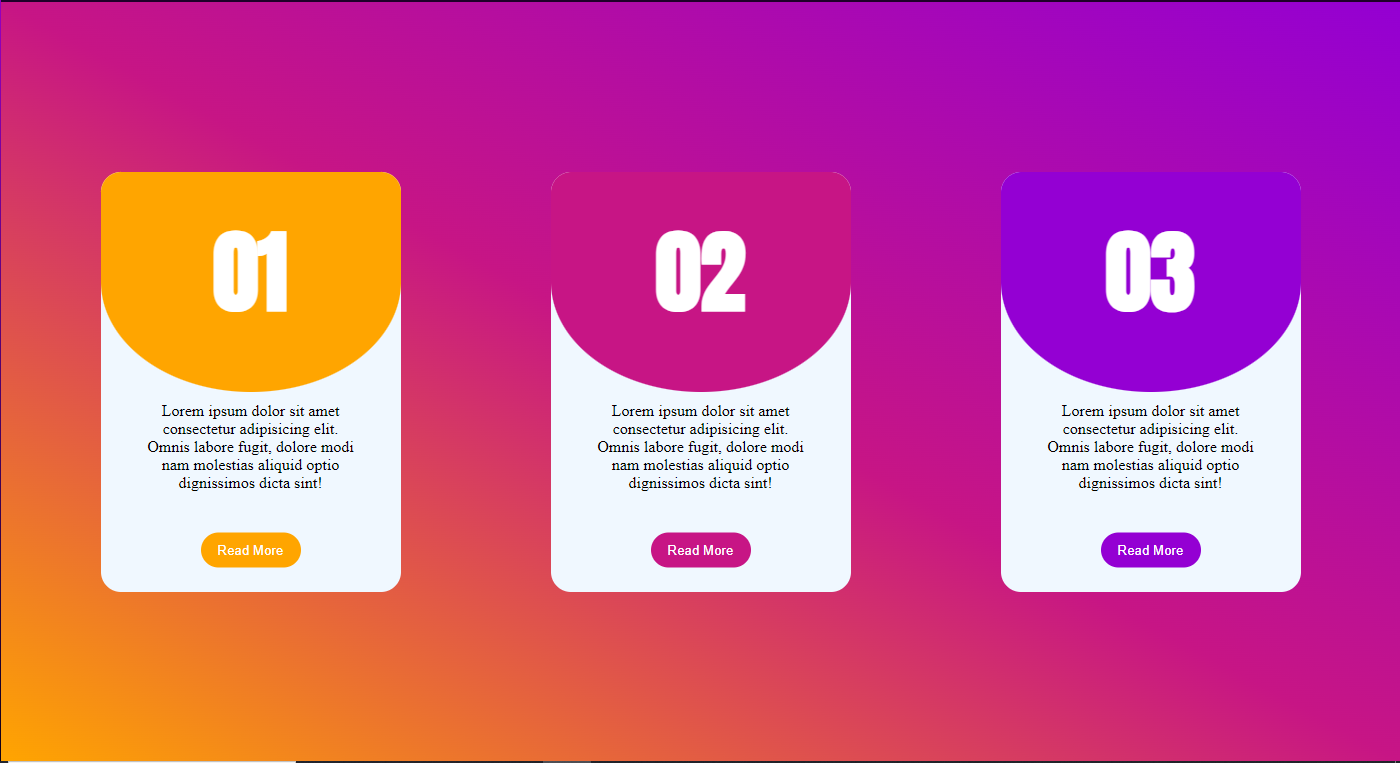 01
Lorem ipsum dolor sit amet
consectetur adipisicing elit.
Omnis labore fugit, dolore modi
nam molestias aliquid optio
dignissimos dicta sint!
Read More
02
Lorem ipsum dolor sit amet
consectetur adipisicing elit.
Omnis labore fugit, dolore modi
nam molestias aliquid optio
dignissimos dicta sint!
Read More
03
Lorem ipsum dolor sit amet
consectetur adipisicing elit.
Omnis labore fugit, dolore modi
nam molestias aliquid optio
dignissimos dicta sint!
Read More